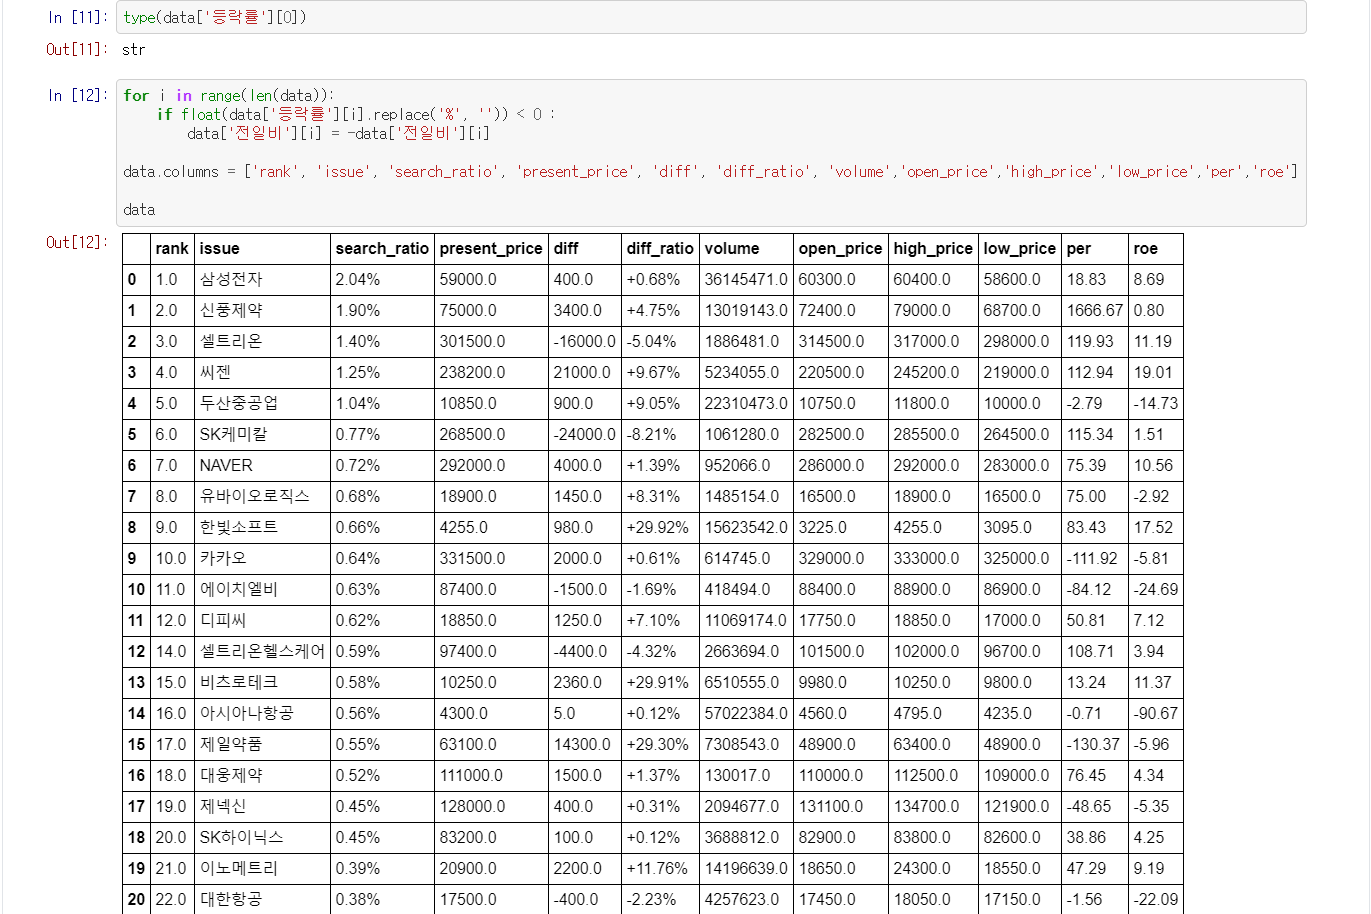 In [11]: type(data['등락률'][0])
Out[11]: str
In [12]: for i in range(len(data)):
if float(data['등락률'][i].replace('%', '')) < 0 :
data['전일비'][i] = -data['전일비'][i]
data.columns = ['rank', 'issue', 'search_ratio', 'present_price', 'diff', 'diff_ratio', 'volume','open_price','high_price','low_price','per','roe']
data
Out[12]:
rank issue search_ratio present_price diff diff_ratio volume open_price high_price low_price per roe
0 1.0 삼성전자 2.04% 59000.0 400.0 +0.68% 36145471.0 60300.0 60400.0 58600.0 18.83 8.69
1 2.0 신풍제약 1.90% 75000.0 3400.0 +4.75% 13019143.0 72400.0 79000.0 68700.0 1666.67 0.80
2 3.0 셀트리온 1.40% 301500.0 -16000.0 -5.04% 1886481.0 314500.0 317000.0 298000.0 119.93 11.19
3 4.0 씨젠 1.25% 238200.0 21000.0 +9.67% 5234055.0 220500.0 245200.0 219000.0 112.94 19.01
4 5.0 두산중공업 1.04% 10850.0 900.0 +9.05% 22310473.0 10750.0 11800.0 10000.0 -2.79 -14.73
5 6.0 SK케미칼 0.77% 268500.0 -24000.0 -8.21% 1061280.0 282500.0 285500.0 264500.0 115.34 1.51
6 7.0 NAVER 0.72% 292000.0 4000.0 +1.39% 952066.0 286000.0 292000.0 283000.0 75.39 10.56
7 8.0 유바이오로직스 0.68% 18900.0 1450.0 +8.31% 1485154.0 16500.0 18900.0 16500.0 75.00 -2.92
8 9.0 한빛소프트 0.66% 4255.0 980.0 +29.92% 15623542.0 3225.0 4255.0 3095.0 83.43 17.52
9 10.0 카카오 0.64% 331500.0 2000.0 +0.61% 614745.0 329000.0 333000.0 325000.0 -111.92 -5.81
10 11.0 에이치엘비 0.63% 87400.0 -1500.0 -1.69% 418494.0 88400.0 88900.0 86900.0 -84.12 -24.69
11 12.0 디피씨 0.62% 18850.0 1250.0 +7.10% 11069174.0 17750.0 18850.0 17000.0 50.81 7.12
12 14.0 셀트리온헬스케어 0.59% 97400.0 -4400.0 -4.32% 2663694.0 101500.0 102000.0 96700.0 108.71 3.94
13 15.0 비츠로테크 0.58% 10250.0 2360.0 +29.91% 6510555.0 9980.0 10250.0 9800.0 13.24 11.37
14 16.0 아시아나항공 0.56% 4300.0 5.0 +0.12% 57022384.0 4560.0 4795.0 4235.0 -0.71 -90.67
15 17.0 제일약품 0.55% 63100.0 14300.0 +29.30% 7308543.0 48900.0 63400.0 48900.0 -130.37 -5.96
16 18.0 대웅제약 0.52% 111000.0 1500.0 +1.37% 130017.0 110000.0 112500.0 109000.0 76.45 4.34
17 19.0 제넥신 0.45% 128000.0 400.0 +0.31% 2094677.0 131100.0 134700.0 121900.0 -48.65 -5.35
18 20.0 SK하이닉스 0.45% 83200.0 100.0 +0.12% 3688812.0 82900.0 83800.0 82600.0 38.86 4.25
19 21.0 이노메트리 0.39% 20900.0 2200.0 +11.76% 14196639.0 18650.0 24300.0 18550.0 47.29 9.19
20 22.0 대한항공 0.38% 17500.0 -400.0 -2.23% 4257623.0 17450.0 18050.0 17150.0 -1.56 -22.09